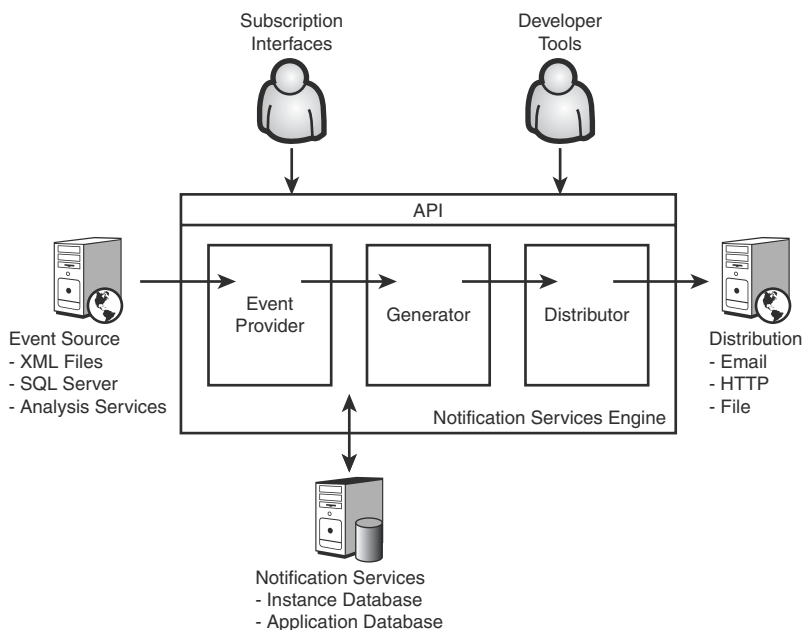 Subscription
Interfaces
Developer
Tools
API
Event
Provider
Generator
Distributor
Event Source
- XML Files
- SQL Server
- Analysis Services
Distribution
- Email
- HTTP
- File
Notification Services Engine
Notification Services
- Instance Database
- Application Database